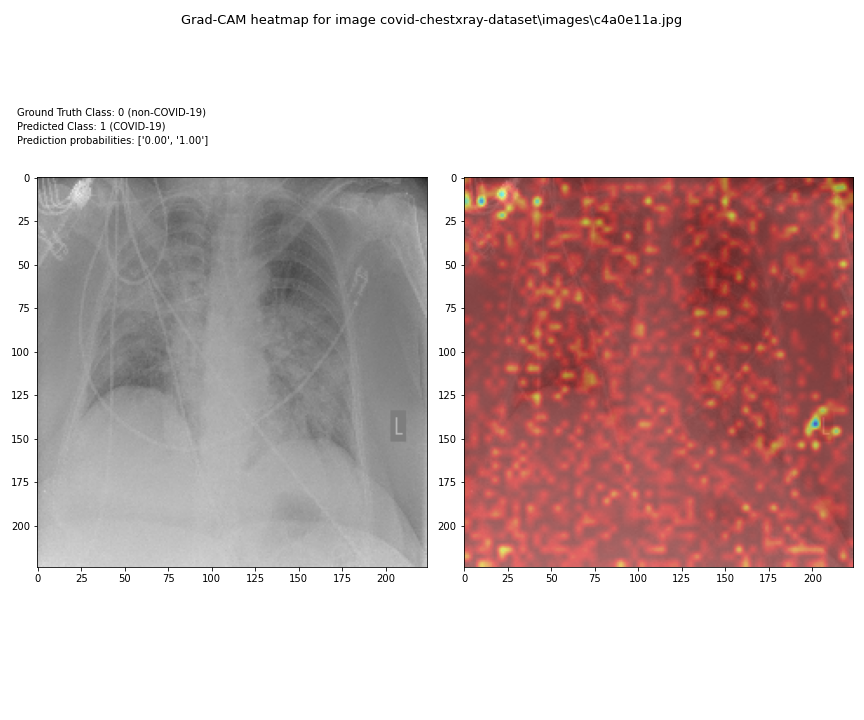 Grad-CAM heatmap for image covid-chestxray-dataset\images\c4a0e11a.jpg
Ground Truth Class: 0 (non-COVID-19)
Predicted Class: 1 (COVID-19)
Prediction probabilities: ['0.00', '1.00']
0
25
50
75
100
125
150
175
200
L
0 25 50 75 100 125 150 175 200
0
25
50
75
100
125
150
175
200
L
0 25 50 75 100 125 150 175 200